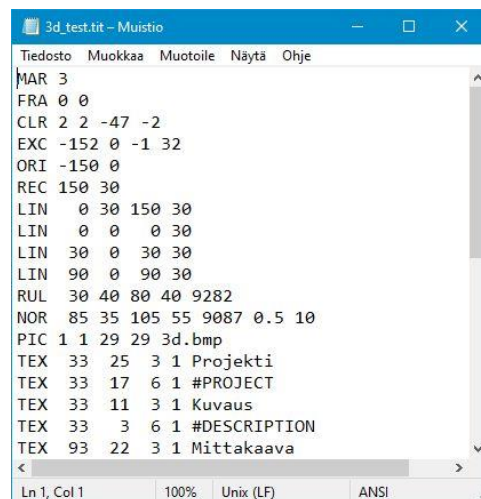 3d_test.tit – Muistio
Tiedosto Muokkaa Muotoile Näytä Ohje
MAR 3
FRA 0 0
CLR 2 2 -47 -2
EXC -152 0 -1 32
ORI -150 0
REC 150 30
LIN 0 30 150 30
LIN 0 0 0 30
LIN 30 0 30 30
LIN 90 0 90 30
RUL 30 40 80 40 9282
NOR 85 35 105 55 9087 0.5 10
PIC 1 1 29 29 3d.bmp
TEX 33 25 3 1 Projekti
TEX 33 17 6 1 #PROJECT
TEX 33 11 3 1 Kuvaus
TEX 33 3 6 1 #DESCRIPTION
TEX 93 22 3 1 Mittakaava
Ln 1, Col 1 100% Unix (LF) ANSI